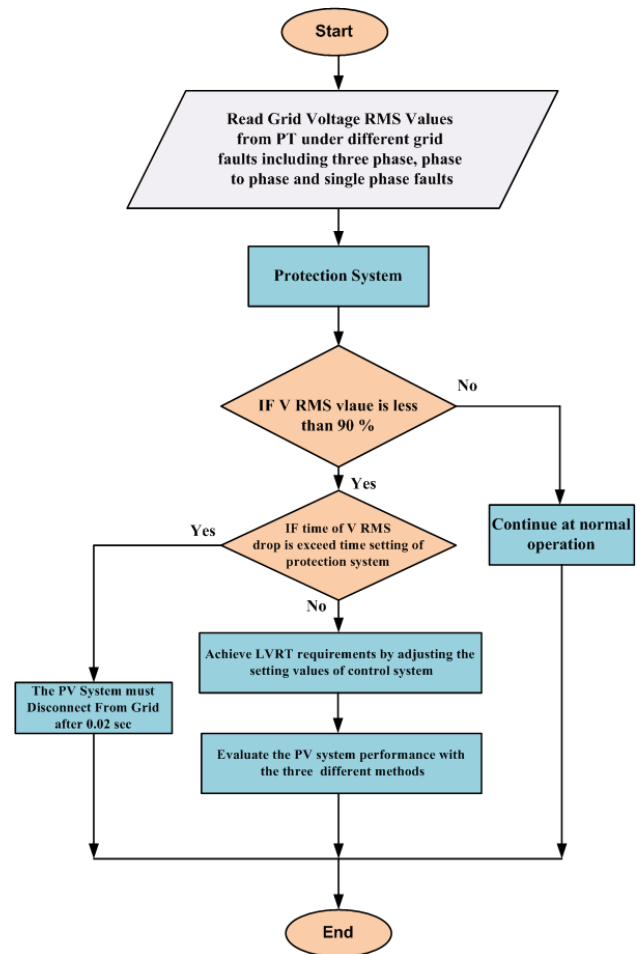 Start
Read Grid Voltage RMS Values
from PT under different grid
faults including three phase, phase
to phase and single phase faults
Protection System
No
IF V RMS vlaue is less
than 90 %
Yes
Yes
IF time of V RMS
drop is exceed time setting of
protection system
Continue at normal
operation
No
Achieve LVRT requirements by adjusting the
setting values of control system
The PV System must
Disconnect From Grid
after 0.02 sec
Evaluate the PV system performance with
the three different methods
End